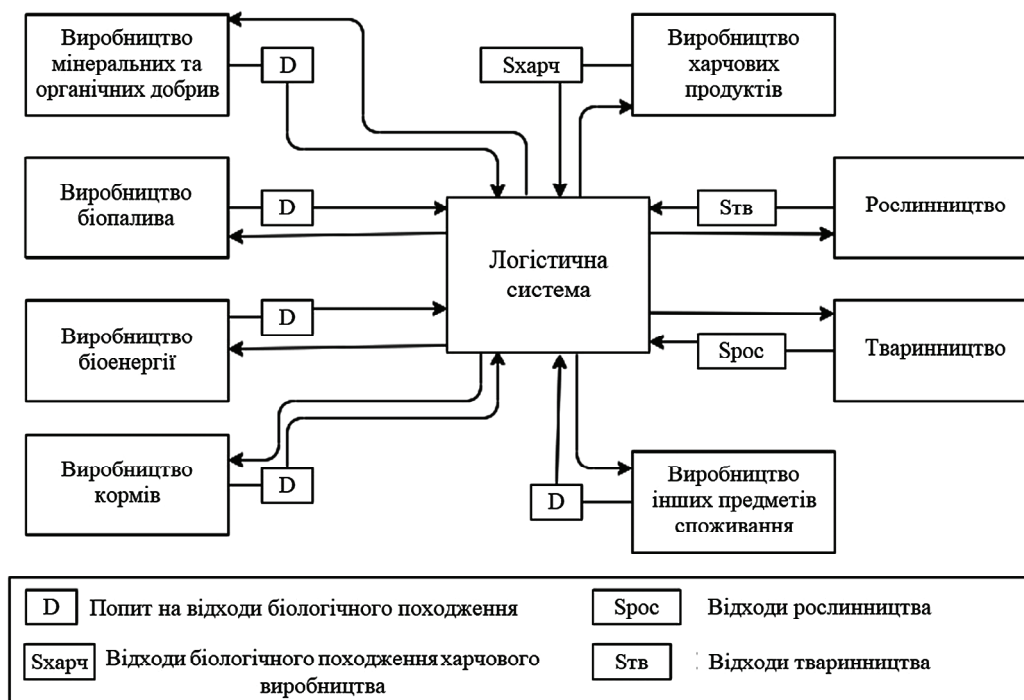 Виробництво
мінеральних та
органічних добрив
D
Sхарч
Виробництво
харчових
продуктів
Виробництво
біопалива
D
Логістична
система
Sтв
Рослинництво
Виробництво
біоенергії
D
Sрос
Тваринництво
Виробництво
кормів
D
D
Виробництво
інших предметів
споживання
D Попит на відходи біологічного походження
Sрос Відходи рослинництва
Sхарч Відходи біологічного походження харчового
виробництва
Sтв Відходи тваринництва